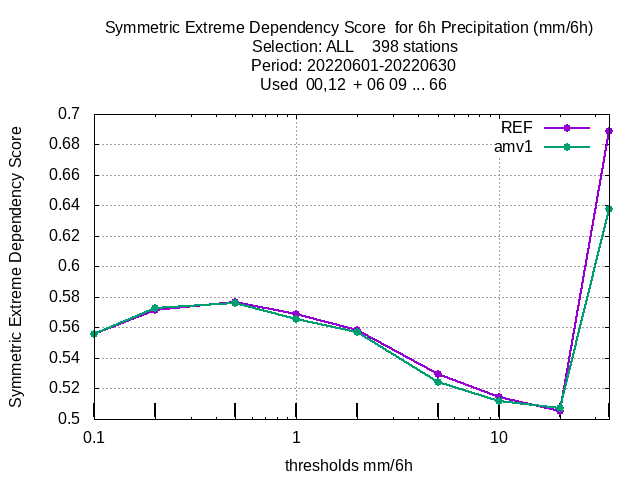 Symmetric Extreme Dependency Score  for 6h Precipitation (mm/6h)
Selection: ALL    398 stations
Period: 20220601-20220630
Used  00,12  + 06 09 ... 66
REF
amv1
Symmetric Extreme Dependency Score
0.7
0.68
0.66
0.64
0.62
0.6
0.58
0.56
0.54
0.52
0.5
0.1 1 10
thresholds mm/6h